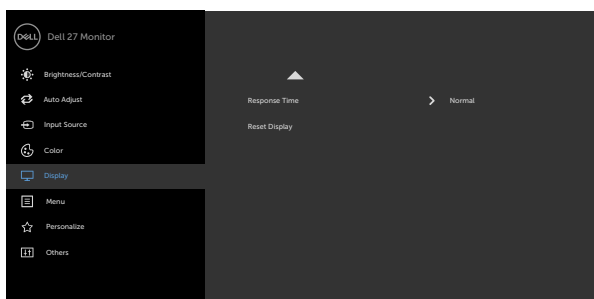 DELL
Dell 27 Monitor
Brightness/Contrast
Auto Adjust
Response Time Normal
Input Source
Reset Display
Color
Display
Menu
Personalize
Others